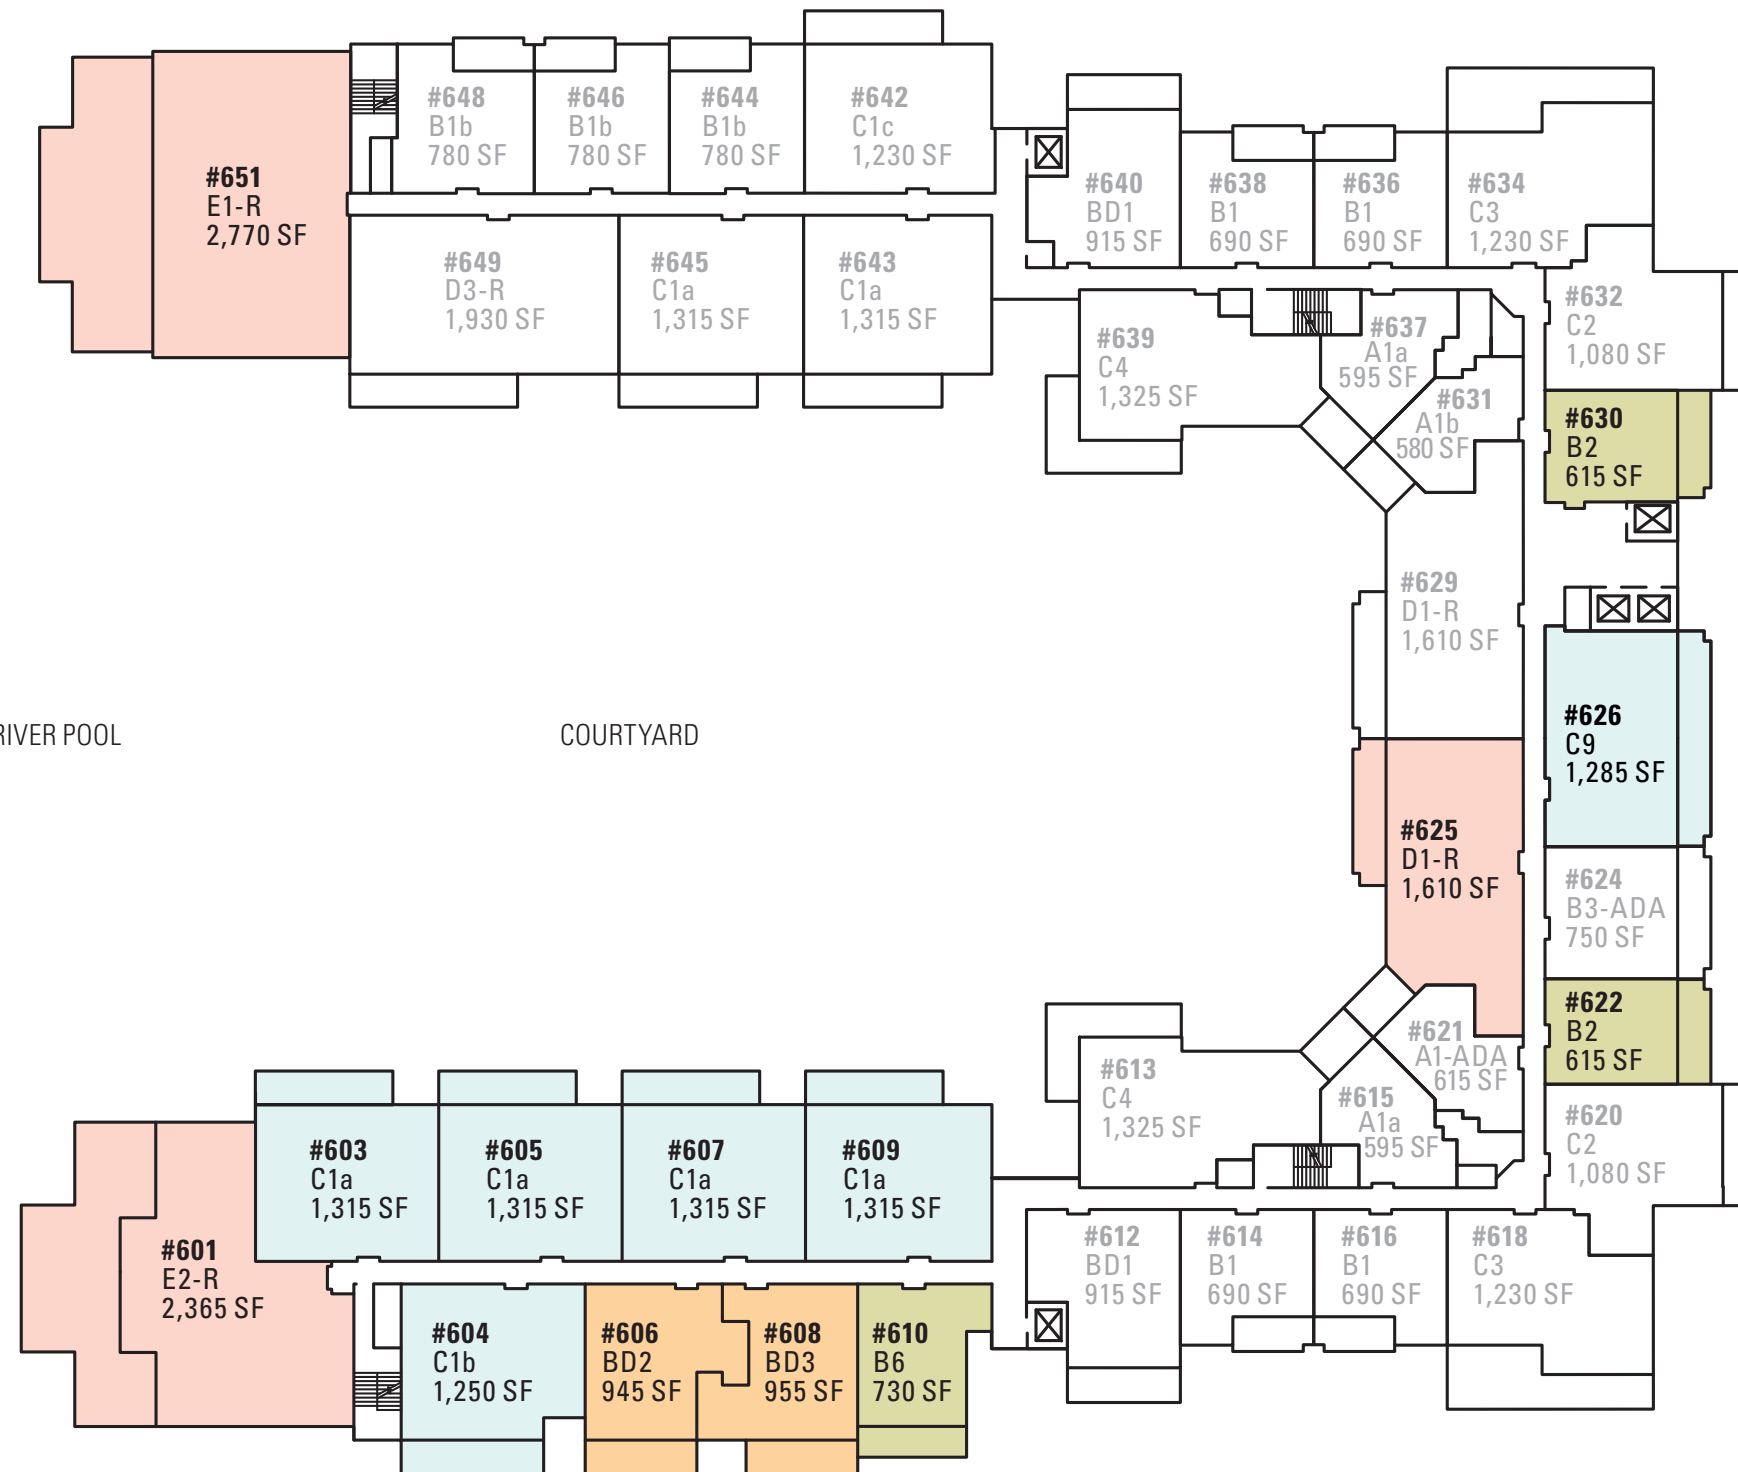 #648
B1b
780 SF
#646
B1b
780 SF
#644
B1b
780 SF
#642
C1c
1,230 SF
#651
E1-R
2,770 SF
#640
BD1
915 SF
#638
B1
690 SF
#636
B1
690 SF
#634
C3
1,230 SF
#649
D3-R
1,930 SF
#645
C1a
1,315 SF
#643
C1a
1,315 SF
#632
C2
1,080 SF
#639
C4
1,325 SF
#637
A1a
595 SF
#631
A1b
580 SF
#630
B2
615 SF
#629
D1-R
1,610 SF
#626
C9
1,285 SF
RIVER POOL
COURTYARD
#625
D1-R
1,610 SF
#624
B3-ADA
750 SF
#622
B2
615 SF
#621
A1-ADA
615 SF
#613
C4
1,325 SF
#615
A1a
595 SF
#620
C2
1,080 SF
#603
C1a
1,315 SF
#605
C1a
1,315 SF
#607
C1a
1,315 SF
#609
C1a
1,315 SF
#601
E2-R
2,365 SF
#612
BD1
915 SF
#614
B1
690 SF
#616
B1
690 SF
#618
C3
1,230 SF
#604
C1b
1,250 SF
#606
BD2
945 SF
#608
BD3
955 SF
#610
B6
730 SF